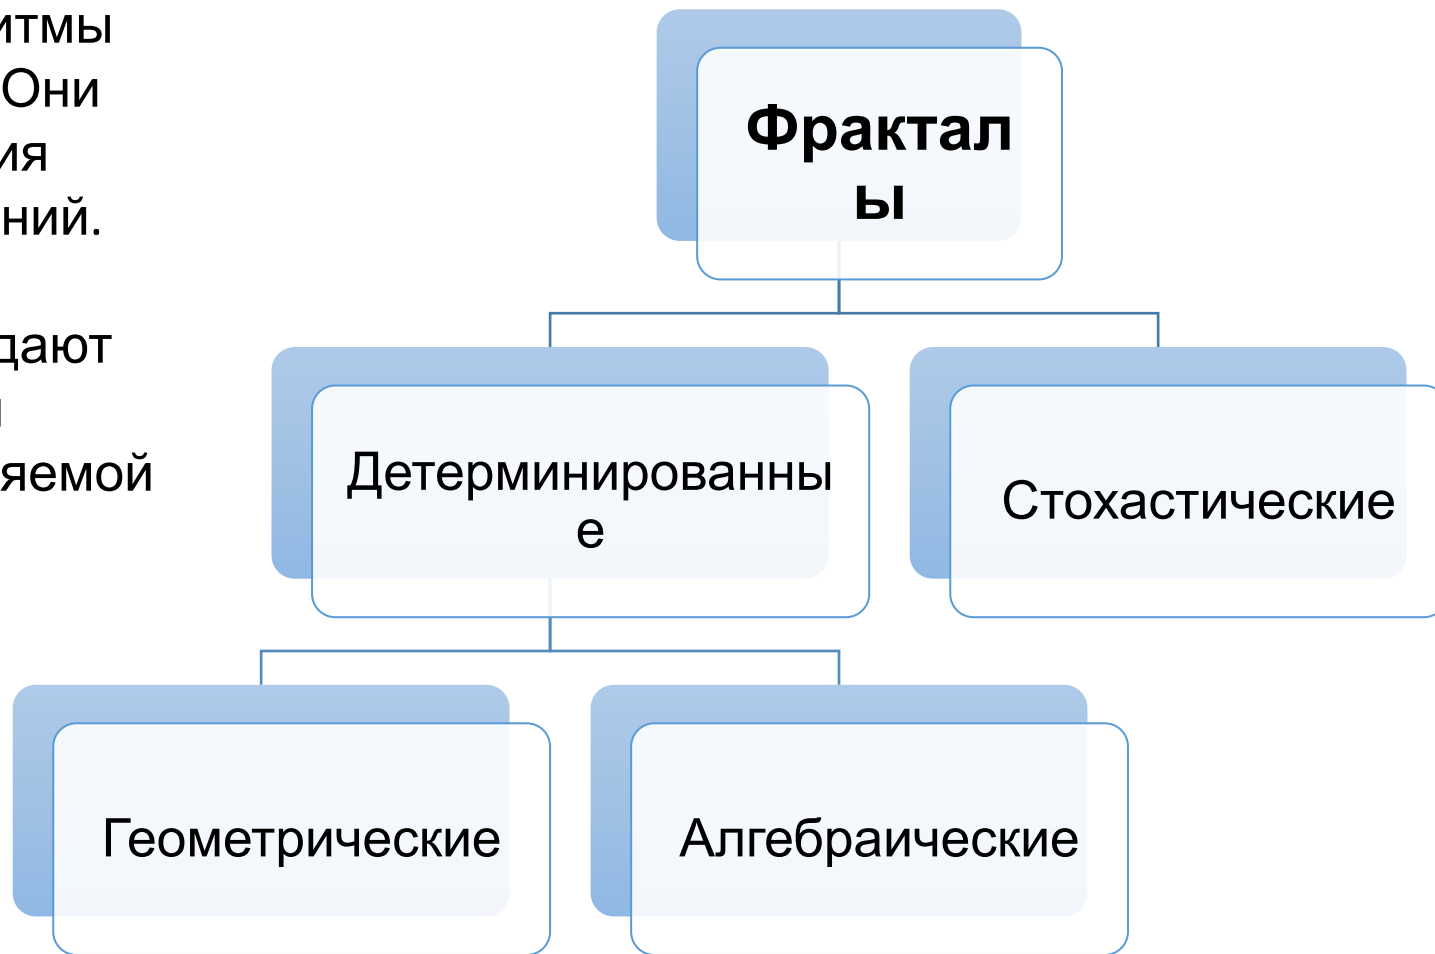 итмы
Они
ия
ний.
дают
яемой
Фрактал
ы
Детерминированны
е
Стохастические
Геометрические
Алгебраические